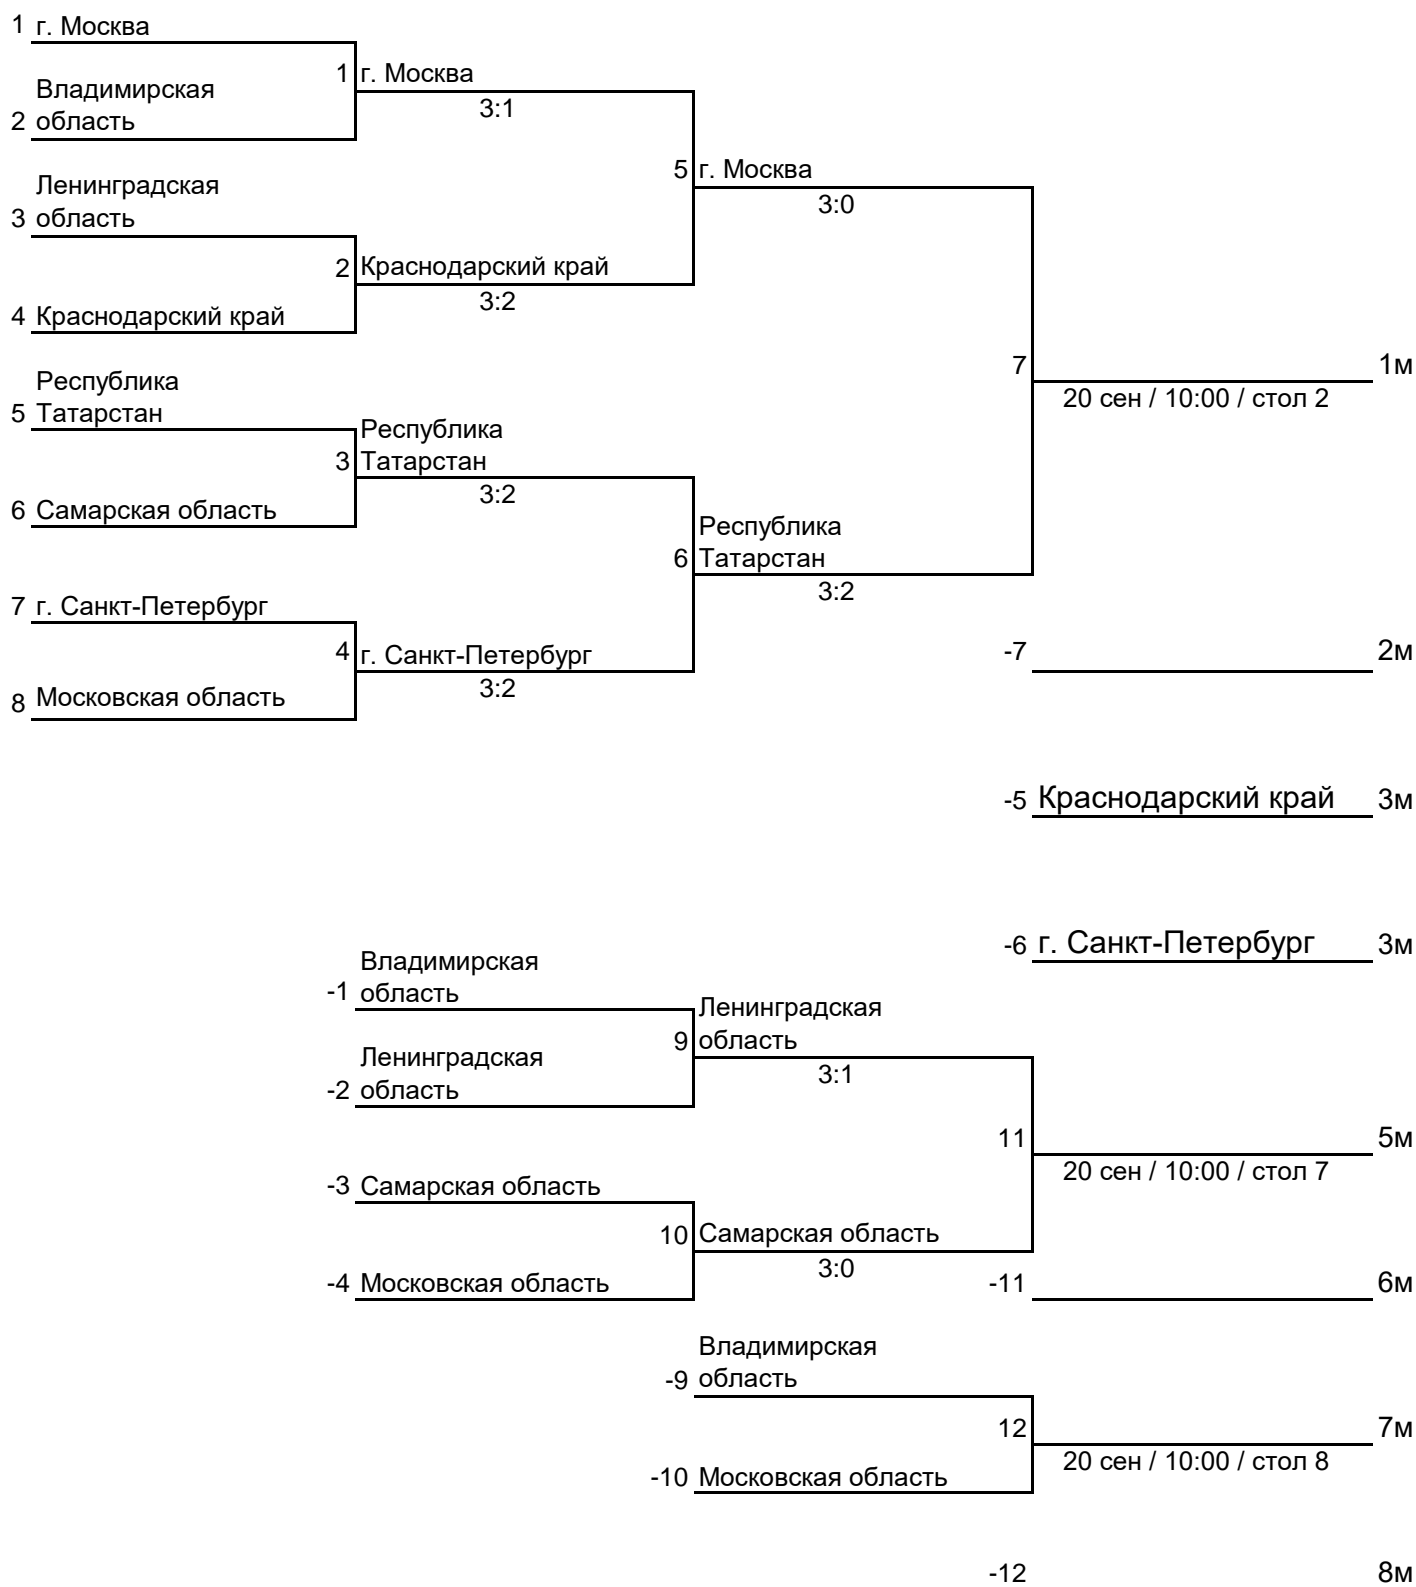 1 г. Москва
1 г. Москва
Владимирская
2 область
3:1
5 г. Москва
3:0
Ленинградская
3 область
2 Краснодарский край
3:2
4 Краснодарский край
7
1м
20 сен / 10:00 / стол 2
Республика
5 Татарстан
Республика
3 Татарстан
3:2
6 Самарская область
Республика
6 Татарстан
3:2
7 г. Санкт-Петербург
4 г. Санкт-Петербург
3:2
8 Московская область
-7 2м
-5 Краснодарский край 3м
-6 г. Санкт-Петербург 3м
Владимирская
-1 область
Ленинградская
9 область
3:1
Ленинградская
-2 область
11 5м
20 сен / 10:00 / стол 7
-3 Самарская область
10 Самарская область
3:0
-4 Московская область
-11 6м
Владимирская
-9 область
12 7м
20 сен / 10:00 / стол 8
-10 Московская область
-12 8м